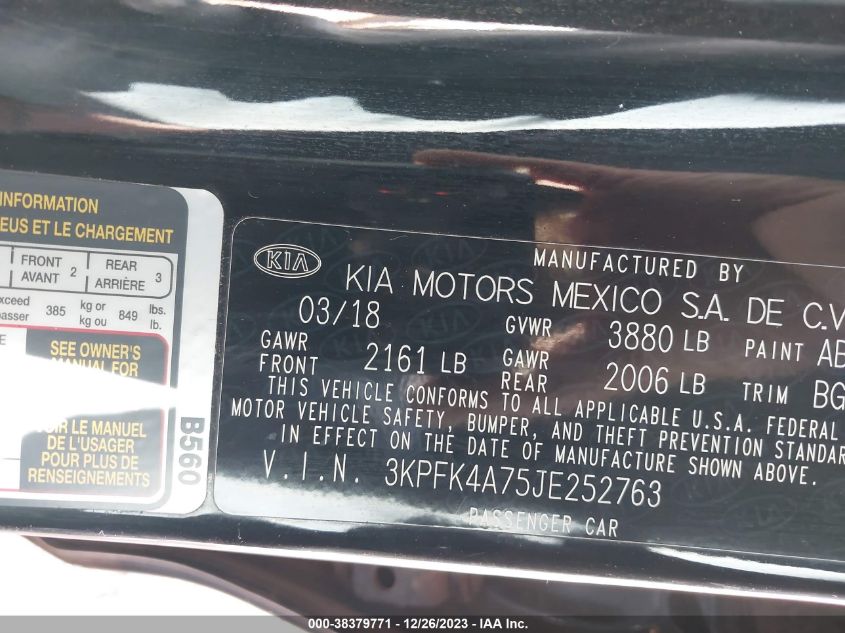 INFORMATION
EUS ET LE CHARGEMENT
FRONT
AVANT 2
REAR
ARRIÈRE 3
xceed
passer 385 kg or
kg ou 849 lbs.
lb.
SEE OWNER'S
MANUAL FOR
VOIR LE MANUEL
DE L'USAGER
POUR PLUS DE
RENSEIGNEMENTS
B560
KIA
MANUFACTURED BY
KIA MOTORS MEXICO S.A. DE C.V
03/18 GVWR 3880 LB PAINT AB
GAWR
FRONT 2161 LB GAWR
REAR 2006 LB TRIM BG
THIS VEHICLE CONFORMS TO ALL APPLICABLE U.S.A. FEDERAL
MOTOR VEHICLE SAFETY, BUMPER, AND THEFT PREVENTION STANDAR
IN EFFECT ON THE DATE OF MANUFACTURE SHOWN ABOVE.
V.I.N. 3KPFK4A75JE252763
PASSENGER CAR
000-38379771 - 12/26/2023 - ©IAA, Inc.